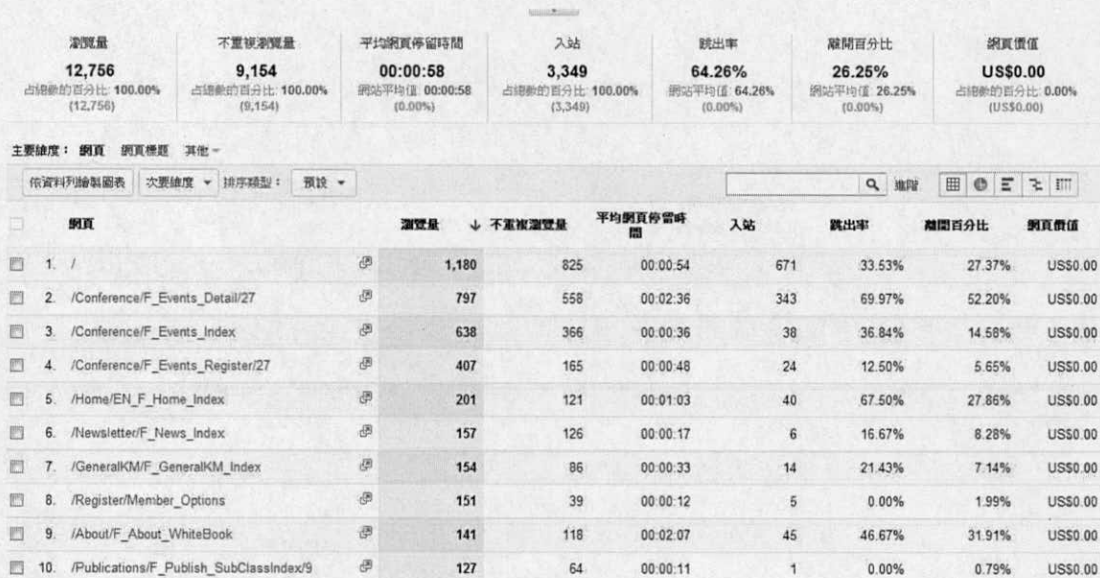 瀏覽量 不重複瀏覽量 平均網頁停留時間 入站 跳出率 離開百分比 網頁價值
12,756 9,154 00:00:58 3,349 64.26% 26.25% US$0.00
占總數的百分比: 100.00% 占總數的百分比: 100.00% 網站平均值: 00:00:58 占總數的百分比: 100.00% 網站平均值: 64.26% 網站平均值: 26.25% 占總數的百分比: 0.00%
(12,756) (9,154) (0.00%) (3,349) (0.00%) (0.00%) (US$0.00)
主要維度： 網頁 網頁標題 其他
依資料列繪製圖表 次要維度 排序類型： 預設 進階
網頁 瀏覽量 ↓ 不重複瀏覽量 平均網頁停留時間 入站 跳出率 離開百分比 網頁價值
1. / 1,180 825 00:00:54 671 33.53% 27.37% US$0.00
2. /Conference/F_Events_Detail/27 797 558 00:02:36 343 69.97% 52.20% US$0.00
3. /Conference/F_Events_Index 638 366 00:00:36 38 36.84% 14.58% US$0.00
4. /Conference/F_Events_Register/27 407 165 00:00:48 24 12.50% 5.65% US$0.00
5. /Home/EN_F_Home_Index 201 121 00:01:03 40 67.50% 27.86% US$0.00
6. /Newsletter/F_News_Index 157 126 00:00:17 6 16.67% 8.28% US$0.00
7. /GeneralKM/F_GeneralKM_Index 154 86 00:00:33 14 21.43% 7.14% US$0.00
8. /Register/Member_Options 151 39 00:00:12 5 0.00% 1.99% US$0.00
9. /About/F_About_WhiteBook 141 118 00:02:07 45 46.67% 31.91% US$0.00
10. /Publications/F_Publish_SubClassIndex/9 127 64 00:00:11 1 0.00% 0.79% US$0.00